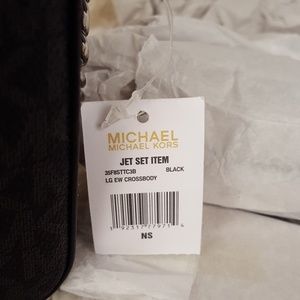 MICHAEL
MICHAEL KORS
JET SET ITEM
35F8STTC3B BLACK
LG EW CROSSBODY
NS